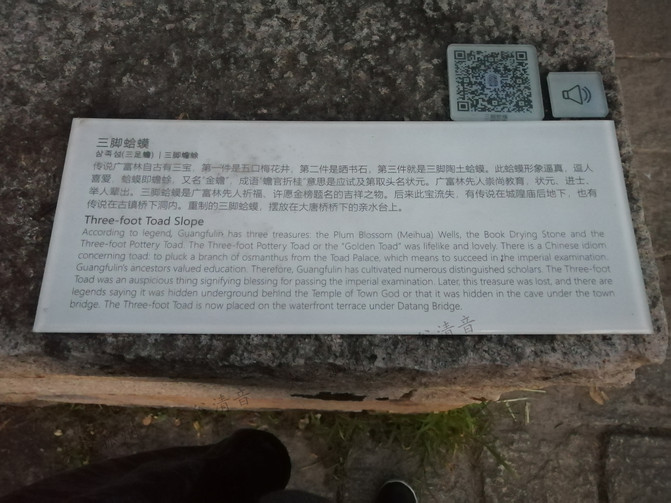 三脚蛤蟆
삼족섬(三足蟾) | 三脚蟾蜍
传说广富林自古有三宝，第一件是五口梅花井，第二件是晒书石，第三件就是三脚陶土蛤蟆。此蛤蟆形象逼真，逗人
喜爱，蛤蟆即蟾蜍，又名“金蟾”，成语“蟾宫折桂”意思是应试及第取头名状元。广富林先人崇尚教育，状元、进士、
举人辈出。三脚蛤蟆是广富林先人祈福、许愿金榜题名的吉祥之物。后来此宝流失，有传说在城隍庙后地下，也有
传说在古镇桥下洞内。重制的三脚蛤蟆，摆放在大唐桥桥下的亲水台上。
Three-foot Toad Slope
According to legend, Guangfulin has three treasures: the Plum Blossom (Meihua) Wells, the Book Drying Stone and the
Three-foot Pottery Toad. The Three-foot Pottery Toad or the “Golden Toad” was lifelike and lovely. There is a Chinese idiom
concerning toad: to pluck a branch of osmanthus from the Toad Palace, which means to succeed in the imperial examination.
Guangfulin's ancestors valued education. Therefore, Guangfulin has cultivated numerous distinguished scholars. The Three-foot
Toad was an auspicious thing signifying blessing for passing the imperial examination. Later, this treasure was lost, and there are
legends saying it was hidden underground behind the Temple of Town God or that it was hidden in the cave under the town
bridge. The Three-foot Toad is now placed on the waterfront terrace under Datang Bridge.
清音
清音